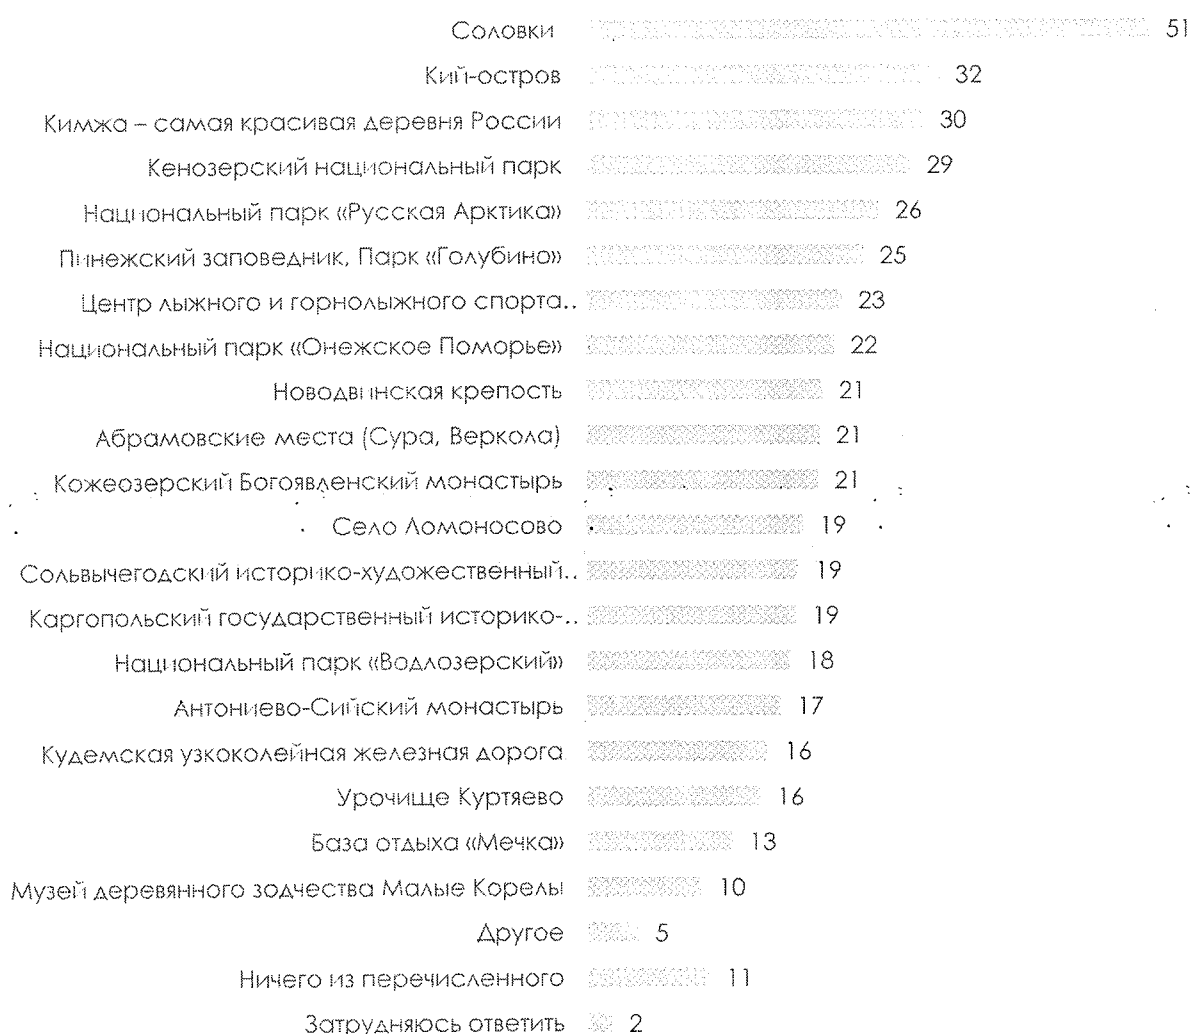 Соловки 51
Кий-остров 32
Кимжа – самая красивая деревня России 30
Кенозерский национальный парк 29
Национальный парк «Русская Арктика» 26
Пинежский заповедник, Парк «Голубино» 25
Центр лыжного и горнолыжного спорта.. 23
Национальный парк «Онежское Поморье» 22
Новодвинская крепость 21
Абрамовские места (Сура, Веркола) 21
Кожеозерский Богоявленский монастырь 21
Село Ломоносово 19
Сольвычегодский историко-художественный.. 19
Каргопольский государственный историко-.. 19
Национальный парк «Водлозерский» 18
Антониево-Сийский монастырь 17
Кудемская узкоколейная железная дорога 16
Урочище Куртяево 16
База отдыха «Мечка» 13
Музей деревянного зодчества Малые Корелы 10
Другое 5
Ничего из перечисленного 11
Затрудняюсь ответить 2